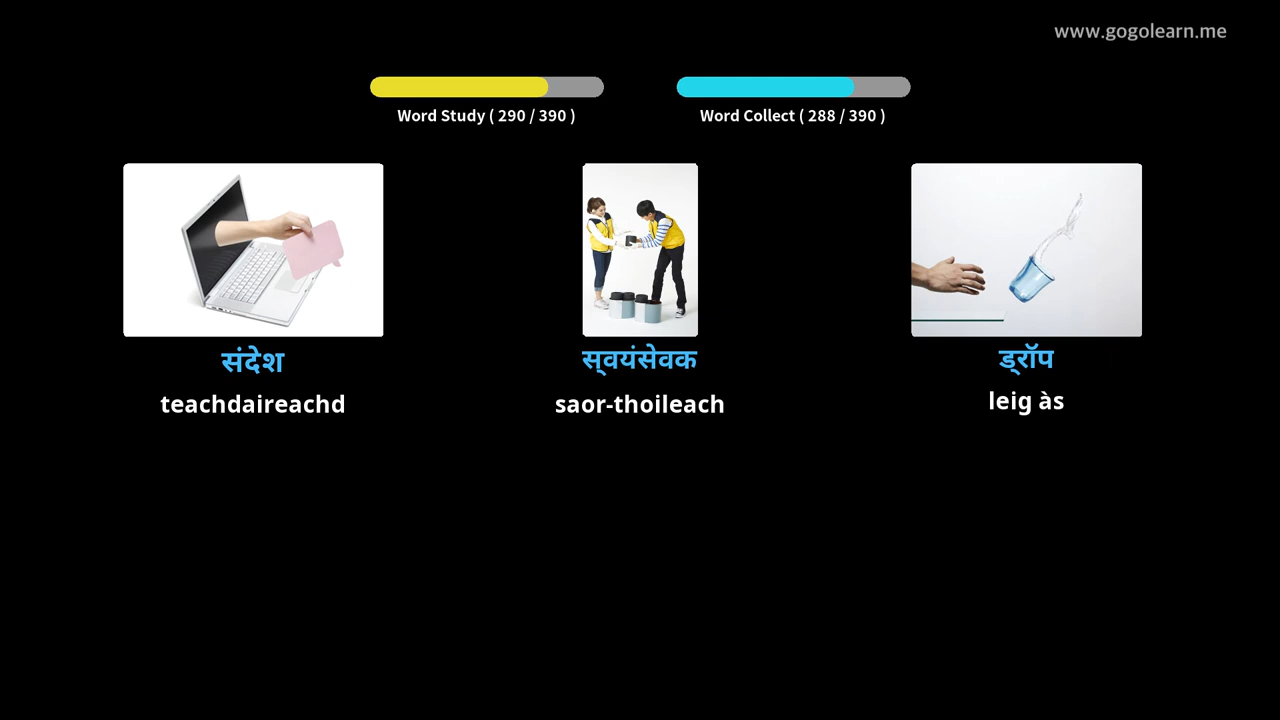 www.gogolearn.me
Word Study ( 290 / 390 )
Word Collect ( 288 / 390 )
संदेश
स्वयंसेवक
ड्रॉप
teachdaireachd
saor-thoileach
leig às